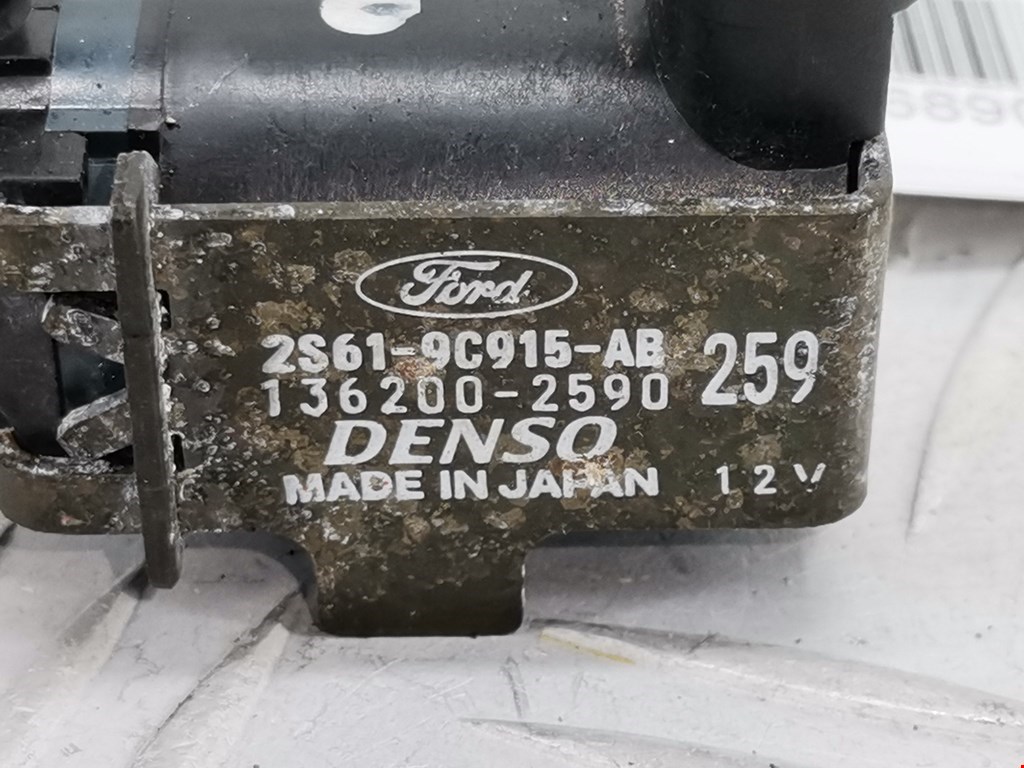 Ford
2S61-9C915-AB
259
136200-2590
DENSO
MADE IN JAPAN
12V